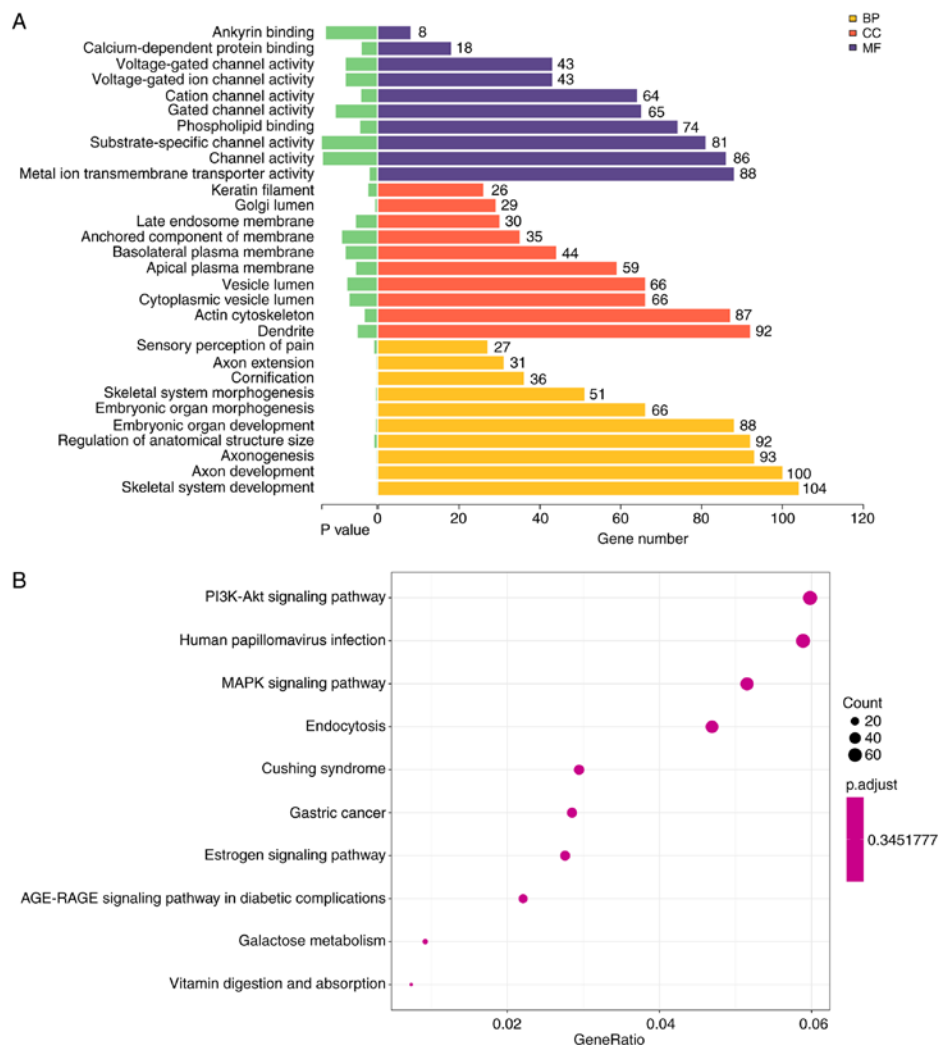 A
BP
CC
MF
Ankyrin binding 8
Calcium-dependent protein binding 18
Voltage-gated channel activity 43
Voltage-gated ion channel activity 43
Cation channel activity 64
Gated channel activity 65
Phospholipid binding 74
Substrate-specific channel activity 81
Channel activity 86
Metal ion transmembrane transporter activity 88
Keratin filament 26
Golgi lumen 29
Late endosome membrane 30
Anchored component of membrane 35
Basolateral plasma membrane 44
Apical plasma membrane 59
Vesicle lumen 66
Cytoplasmic vesicle lumen 66
Actin cytoskeleton 87
Dendrite 92
Sensory perception of pain 27
Axon extension 31
Cornification 36
Skeletal system morphogenesis 51
Embryonic organ morphogenesis 66
Embryonic organ development 88
Regulation of anatomical structure size 92
Axonogenesis 93
Axon development 100
Skeletal system development 104
P value 0 20 40 60 80 100 120
Gene number
B
PI3K-Akt signaling pathway
Human papillomavirus infection
MAPK signaling pathway
Endocytosis
Cushing syndrome
Gastric cancer
Estrogen signaling pathway
AGE-RAGE signaling pathway in diabetic complications
Galactose metabolism
Vitamin digestion and absorption
0.02 0.04 0.06
GeneRatio
Count
20
40
60
p.adjust
0.3451777